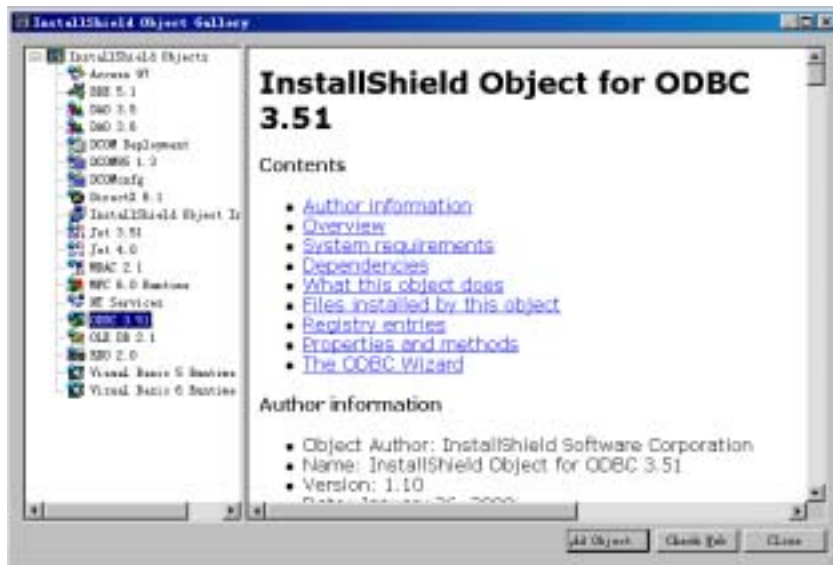 InstallShield Object Gallery
InstallShield Objects
Access 97
BDE 5.1
DAO 3.5
DAO 3.6
DCOM Deployment
DCOM95 1.3
DCOMcnfg
DirectX 8.1
InstallShield Object In
Jet 3.51
Jet 4.0
MDAC 2.1
MFC 6.0 Runtime
NT Services
ODBC 3.51
OLE DB 2.1
RDO 2.0
Visual Basic 5 Runtime
Visual Basic 6 Runtime
InstallShield Object for ODBC
3.51
Contents
Author information
Overview
System requirements
Dependencies
What this object does
Files installed by this object
Registry entries
Properties and methods
The ODBC Wizard
Author information
Object Author: InstallShield Software Corporation
Name: InstallShield Object for ODBC 3.51
Version: 1.10
Add Object
Check Web
Close